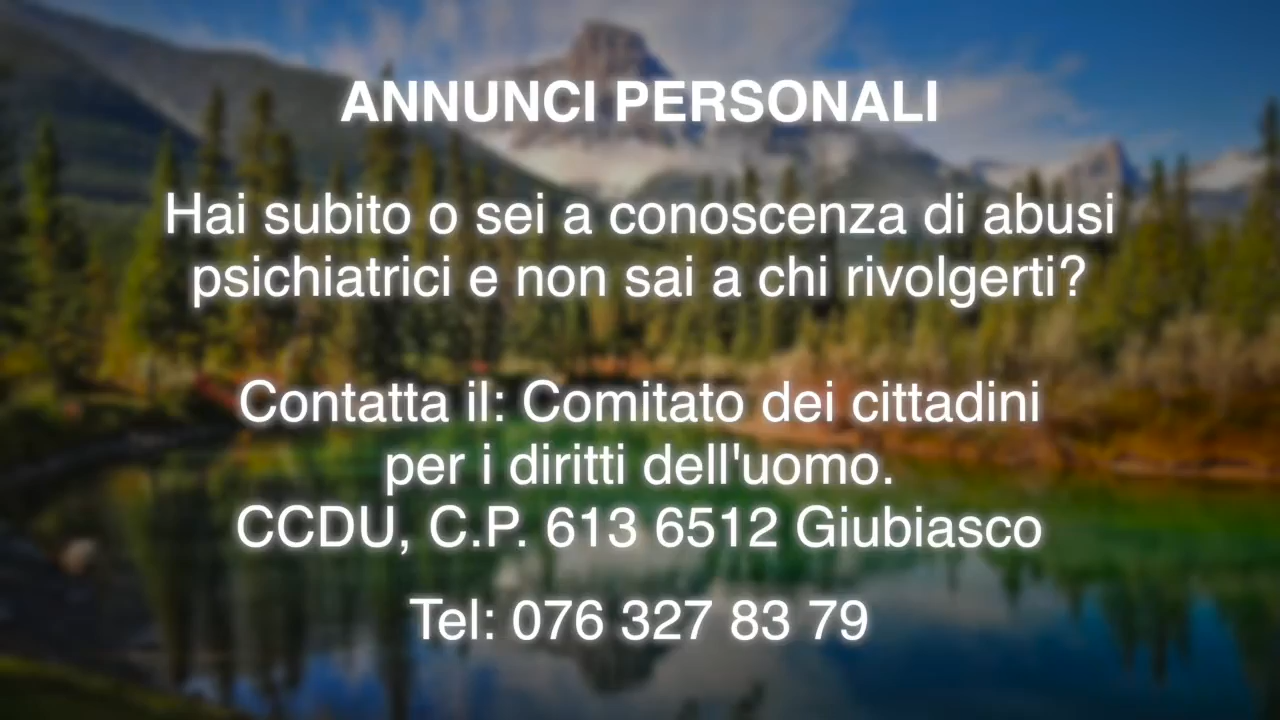 ANNUNCI PERSONALI
Hai subito o sei a conoscenza di abusi
psichiatrici e non sai a chi rivolgerti?
Contatta il: Comitato dei cittadini
per i diritti dell'uomo.
CCDU, C.P. 613 6512 Giubiasco
Tel: 076 327 83 79